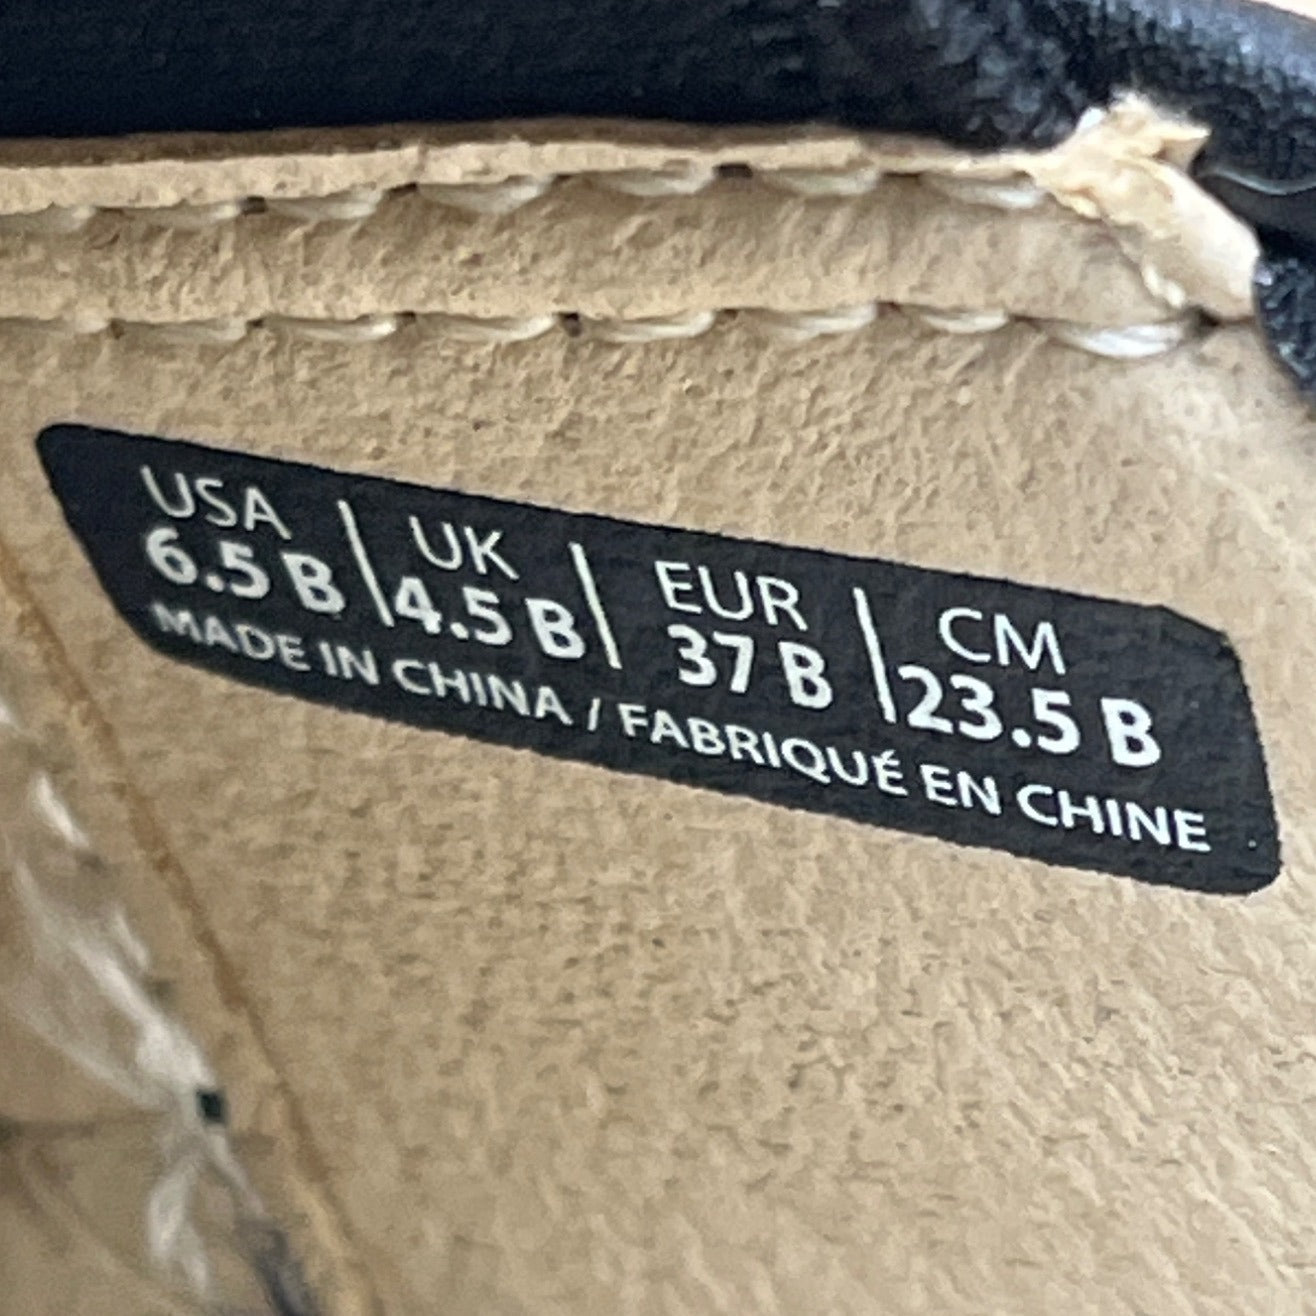 USA | UK | EUR | CM
6.5 B | 4.5 B | 37 B | 23.5 B
MADE IN CHINA / FABRIQUÉ EN CHINE